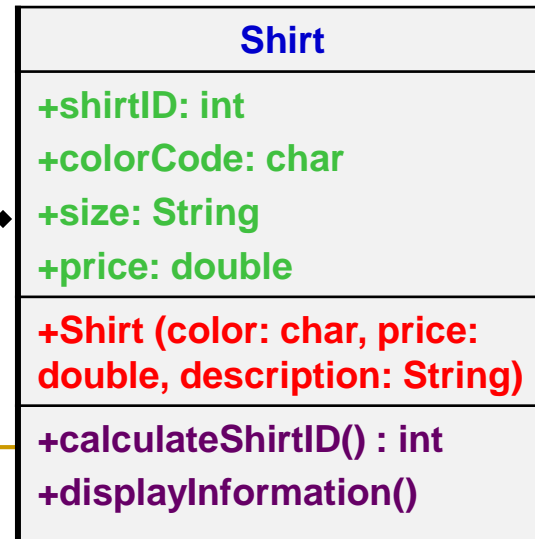 Shirt
+shirtID: int
+colorCode: char
+size: String
+price: double
+Shirt (color: char, price:
double, description: String)
+calculateShirtID() : int
+displayInformation()